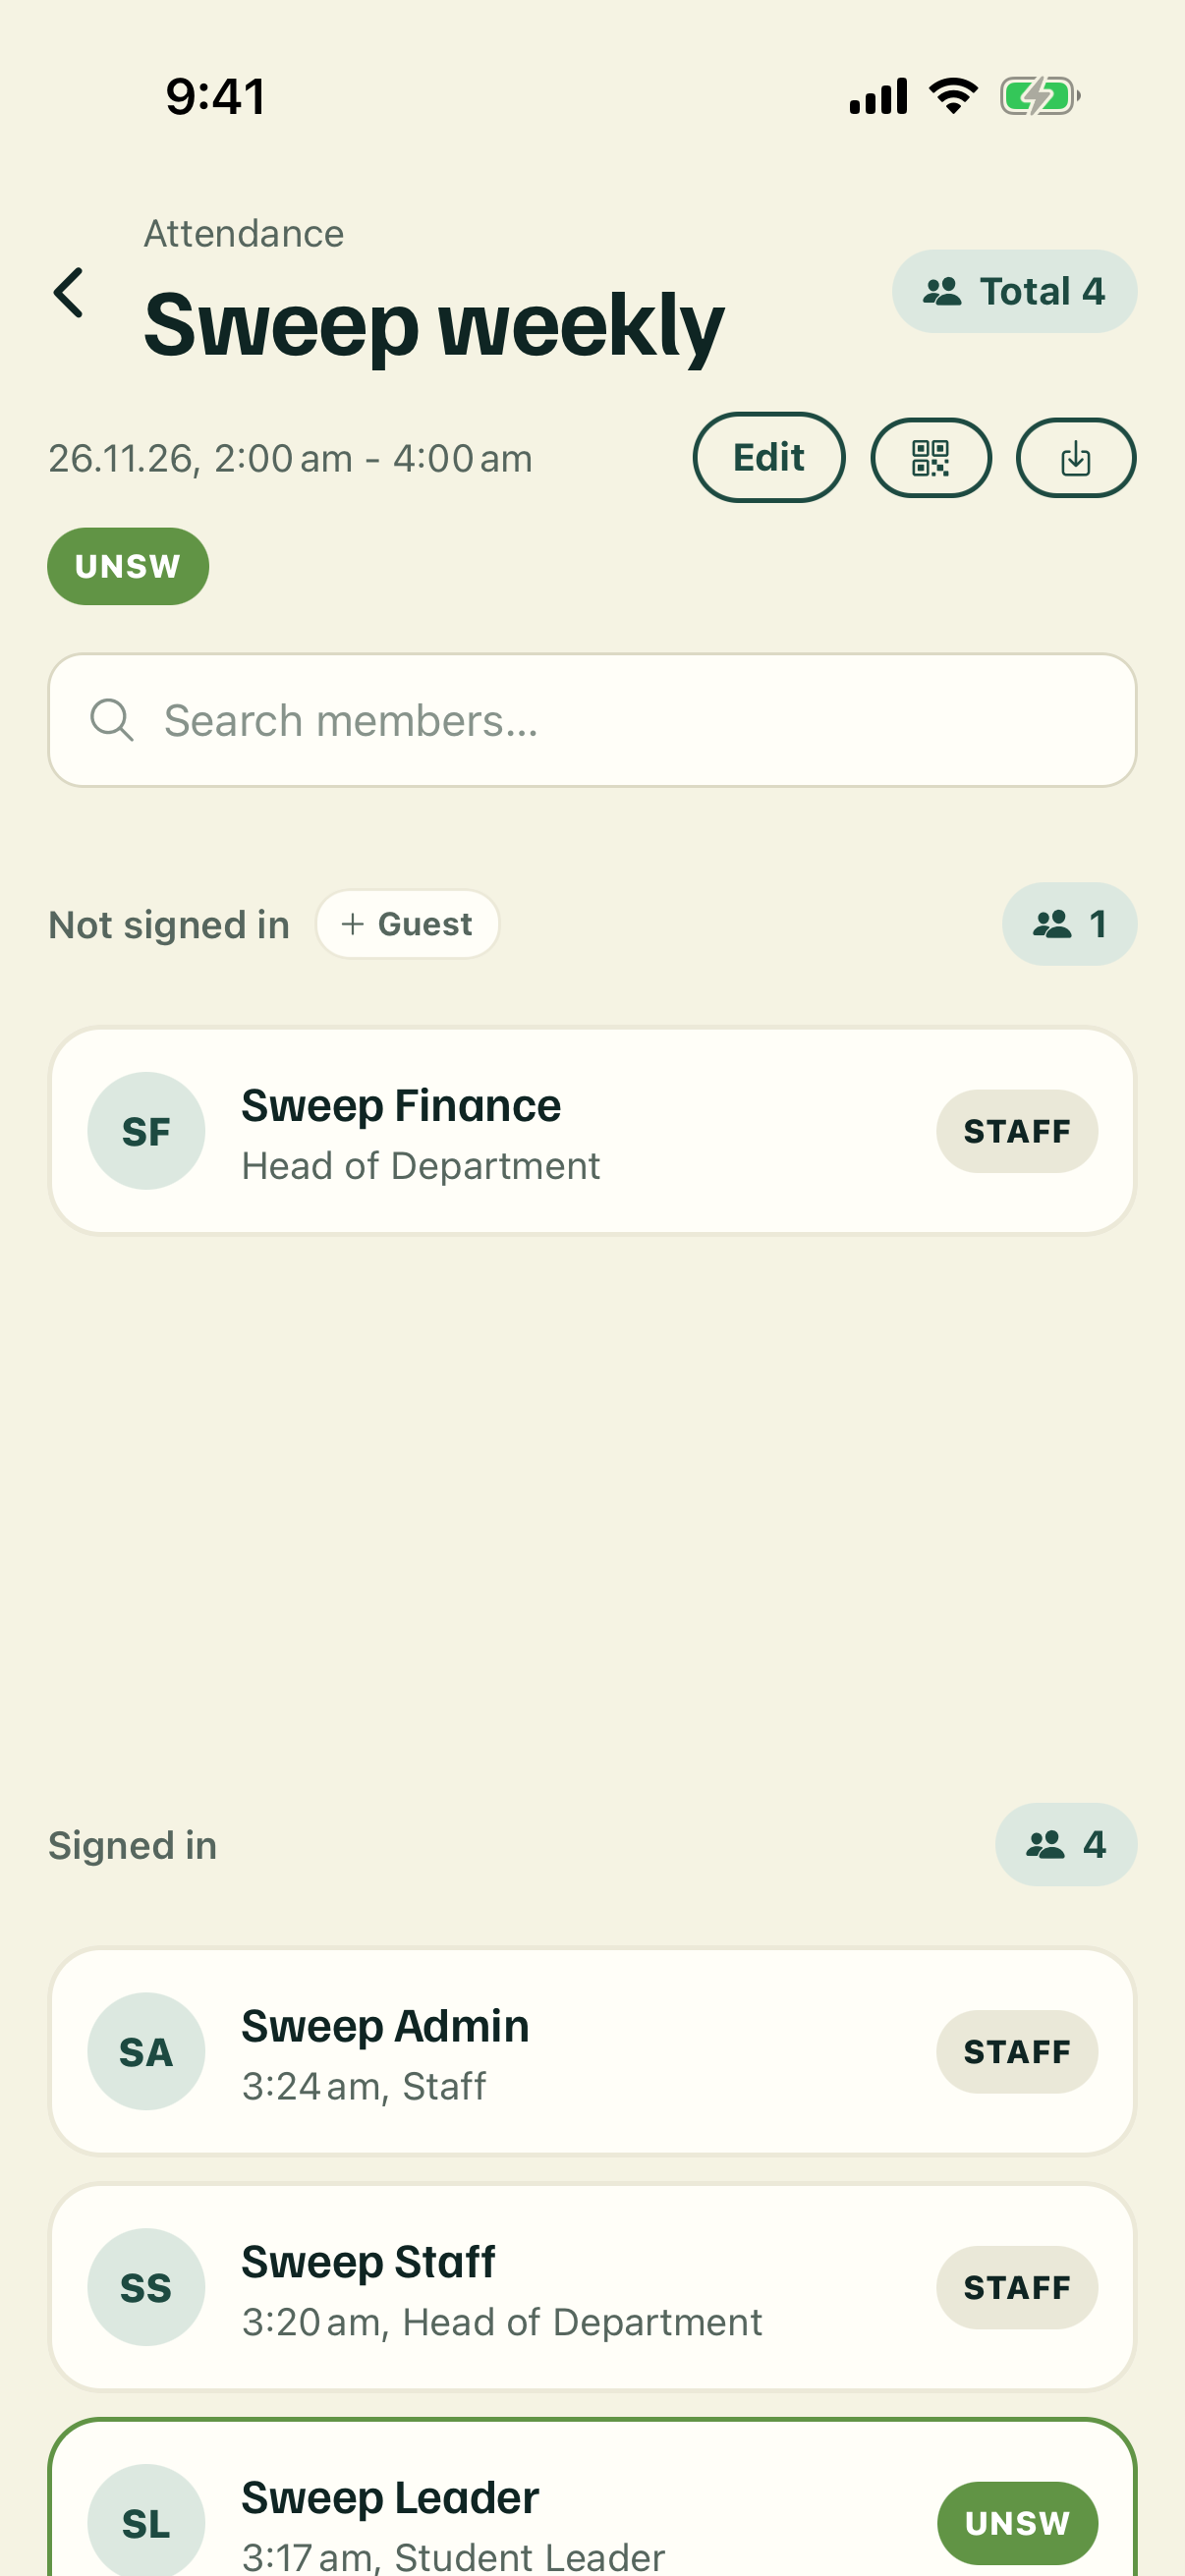 9:41
Attendance
Sweep weekly
Total 4
26.11.26, 2:00 am - 4:00 am
Edit
UNSW
Search members...
Not signed in
+ Guest
1
SF
Sweep Finance
Head of Department
STAFF
Signed in
4
SA
Sweep Admin
3:24 am, Staff
STAFF
SS
Sweep Staff
3:20 am, Head of Department
STAFF
SL
Sweep Leader
3:17 am, Student Leader
UNSW